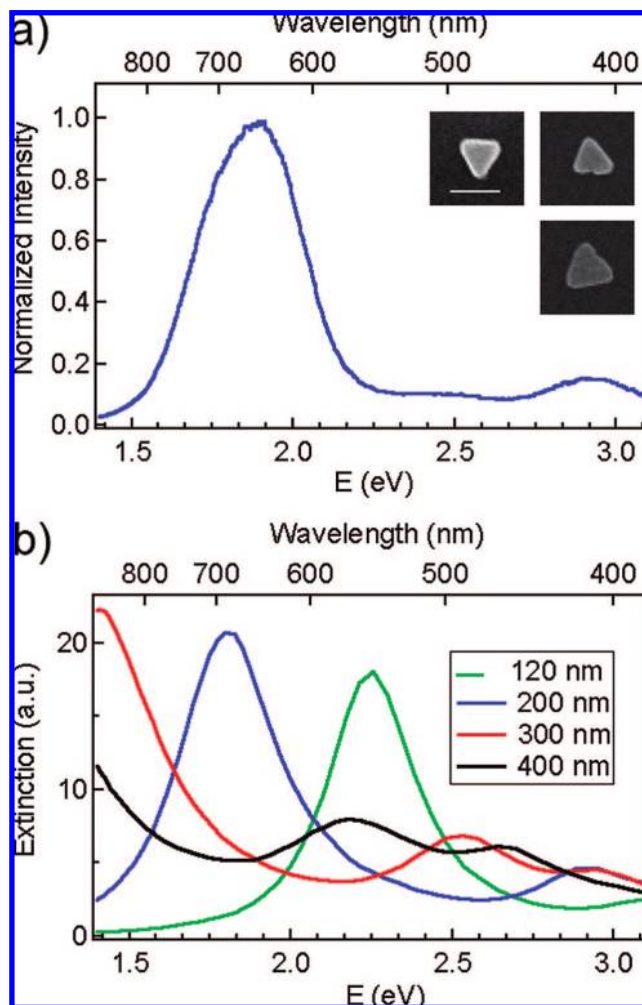 a)
Wavelength (nm)
800 700 600 500 400
Normalized Intensity
1.0
0.8
0.6
0.4
0.2
0.0
1.5 2.0 2.5 3.0
E (eV)
b)
Wavelength (nm)
800 700 600 500 400
Extinction (a.u.)
20
10
0
120 nm
200 nm
300 nm
400 nm
1.5 2.0 2.5 3.0
E (eV)